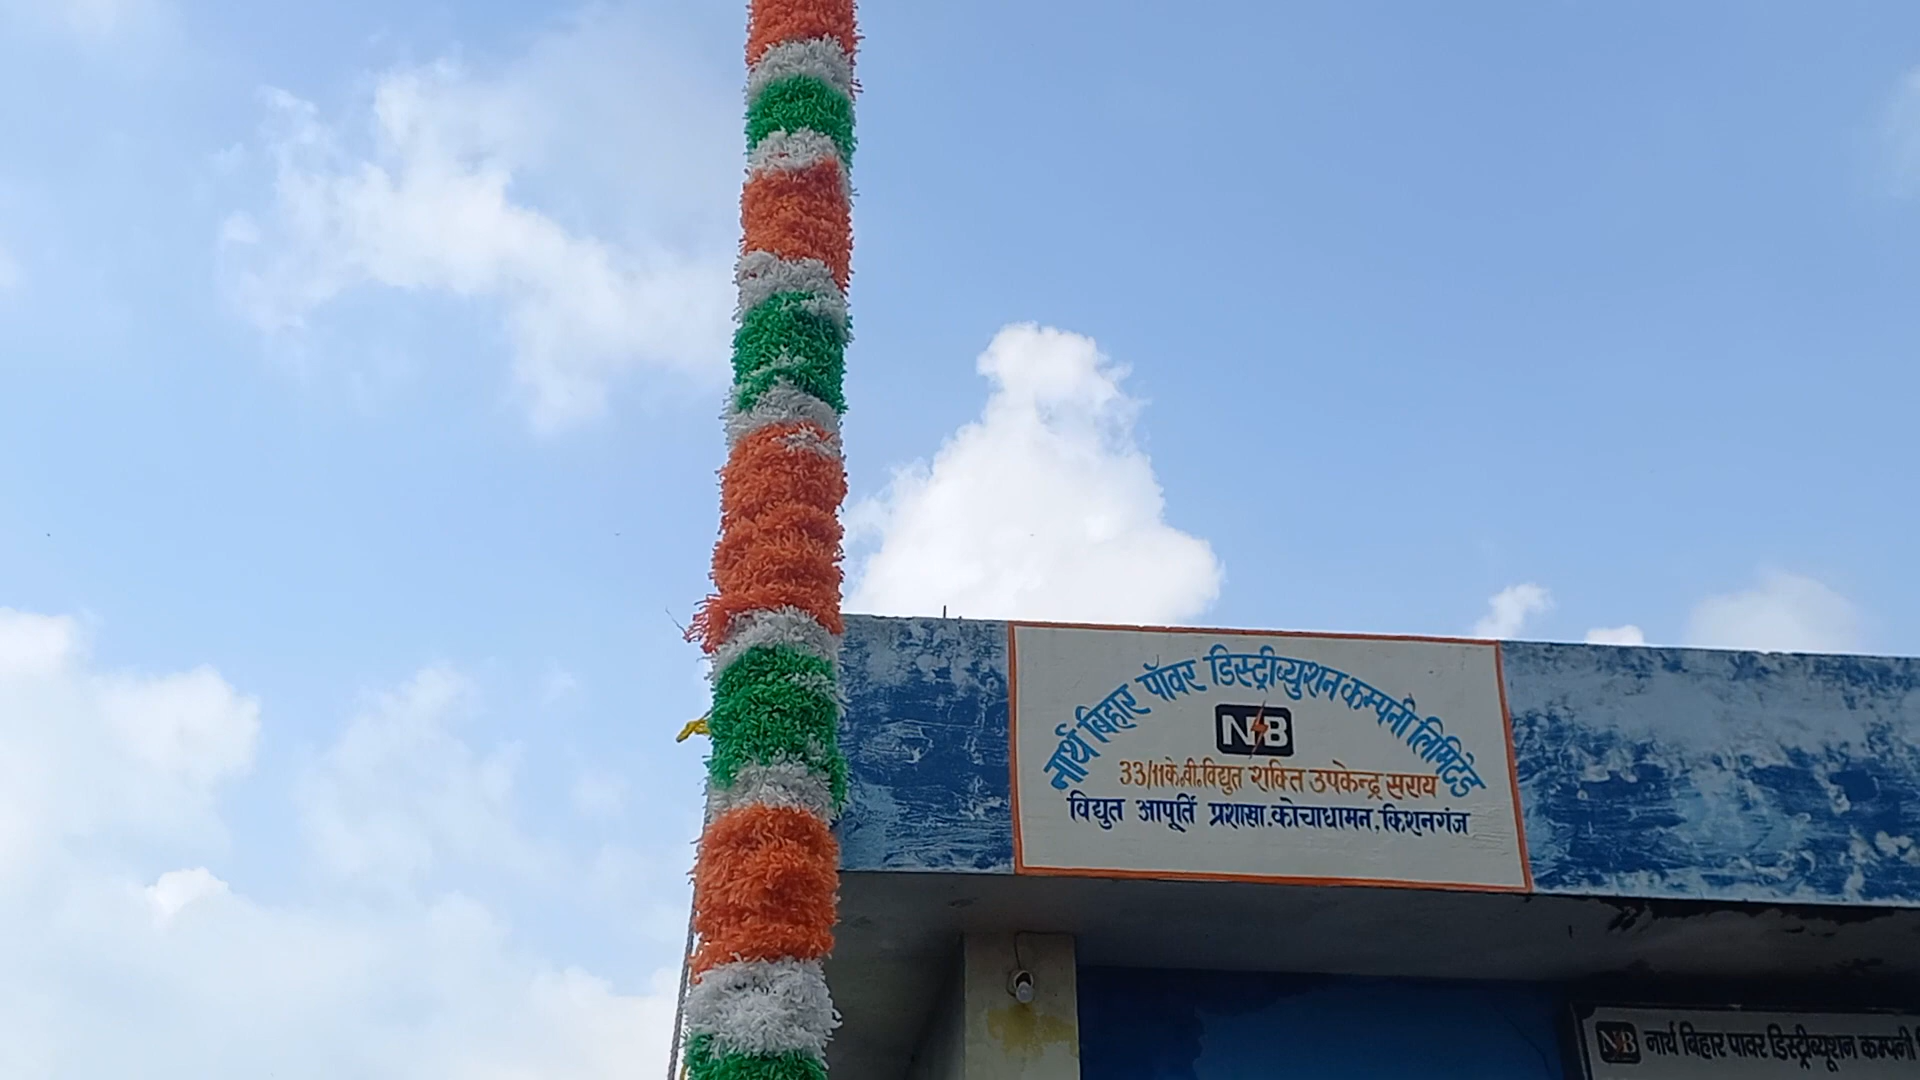 नार्थ बिहार पॉवर डिस्ट्रीब्युशन कम्पनी लिमिटेड
NB
33/11के.वी.विद्युत शक्ति उपकेन्द्र सराय
विद्युत आपूर्ति प्रशाखा.कोचाधामन, किशनगंज
NB नार्थ बिहार पावर डिस्ट्रीब्यूशन कम्पनी